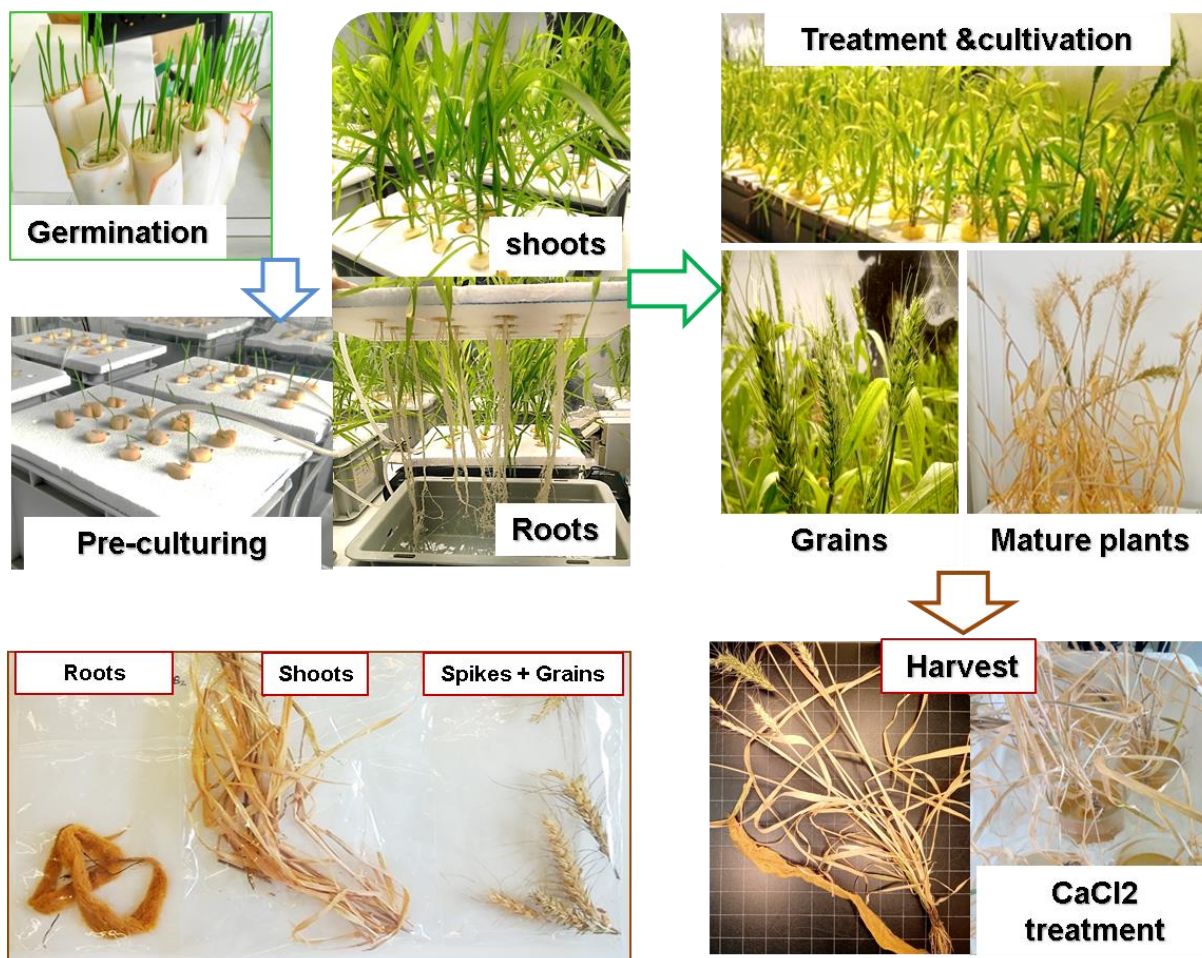 Germination
Pre-culturing
shoots
Roots
Treatment &cultivation
Grains
Mature plants
Harvest
CaCl2
treatment
Roots
Shoots
Spikes + Grains